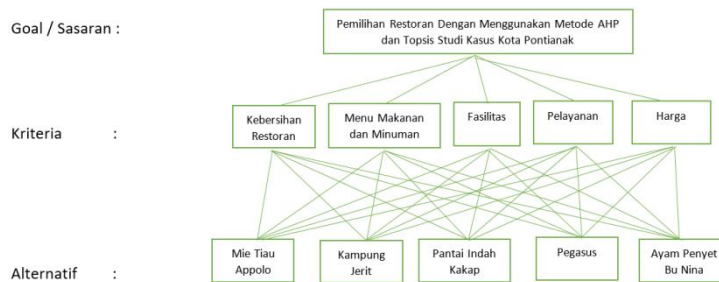 Goal / Sasaran :
Pemilihan Restoran Dengan Menggunakan Metode AHP
dan Topsis Studi Kasus Kota Pontianak
Kriteria :
Kebersihan
Restoran
Menu Makanan
dan Minuman
Fasilitas
Pelayanan
Harga
Alternatif :
Mie Tiau
Appolo
Kampung
Jerit
Pantai Indah
Kakap
Pegasus
Ayam Penyet
Bu Nina